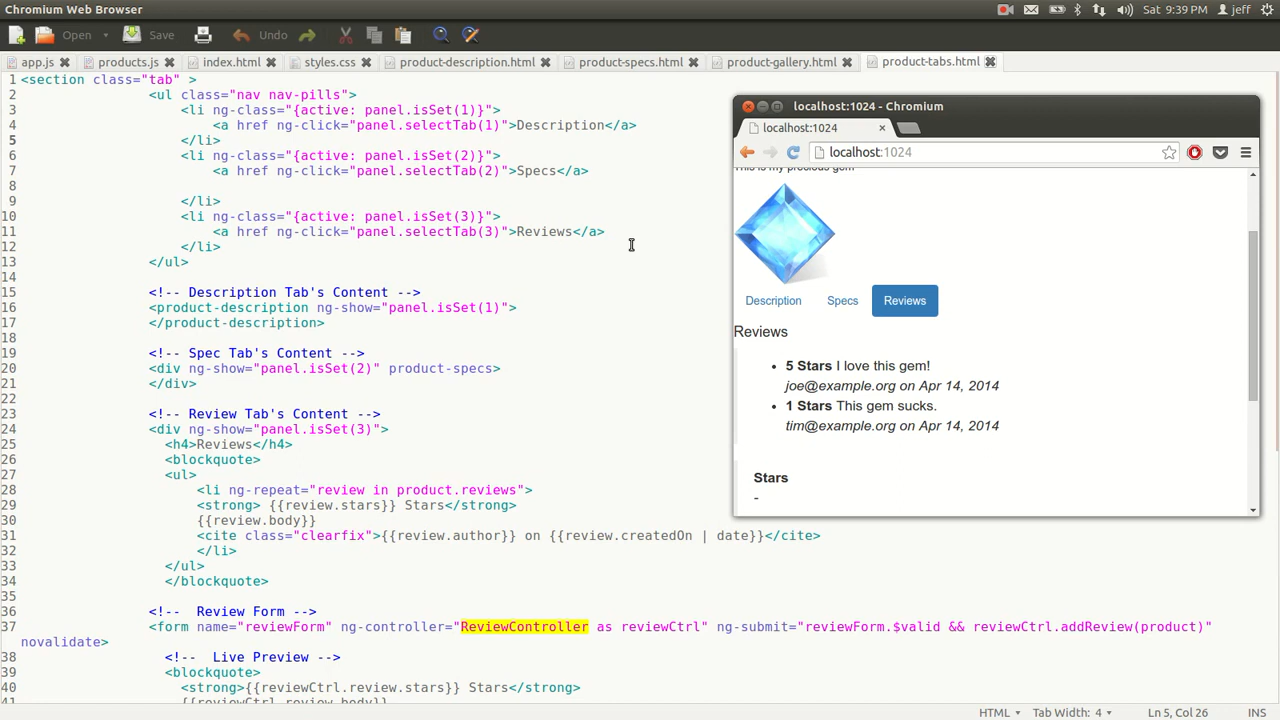 Chromium Web Browser
Sat 9:39 PM jeff
Open Save Undo
app.js products.js index.html styles.css product-description.html product-specs.html product-gallery.html product-tabs.html
1 <section class="tab" >
2 <ul class="nav nav-pills">
3 <li ng-class="{active: panel.isSet(1)}">
4 <a href ng-click="panel.selectTab(1)">Description</a>
5 </li>
6 <li ng-class="{active: panel.isSet(2)}">
7 <a href ng-click="panel.selectTab(2)">Specs</a>
8
9 </li>
10 <li ng-class="{active: panel.isSet(3)}">
11 <a href ng-click="panel.selectTab(3)">Reviews</a>
12 </li>
13 </ul>
14
15 <!-- Description Tab's Content -->
16 <product-description ng-show="panel.isSet(1)">
17 </product-description>
18
19 <!-- Spec Tab's Content -->
20 <div ng-show="panel.isSet(2)" product-specs>
21 </div>
22
23 <!-- Review Tab's Content -->
24 <div ng-show="panel.isSet(3)">
25 <h4>Reviews</h4>
26 <blockquote>
27 <ul>
28 <li ng-repeat="review in product.reviews">
29 <strong> {{review.stars}} Stars</strong>
30 {{review.body}}
31 <cite class="clearfix">{{review.author}} on {{review.createdOn | date}}</cite>
32 </li>
33 </ul>
34 </blockquote>
35
36 <!--  Review Form -->
37 <form name="reviewForm" ng-controller="ReviewController as reviewCtrl" ng-submit="reviewForm.$valid && reviewCtrl.addReview(product)"
novalidate>
38 <!--  Live Preview -->
39 <blockquote>
40 <strong>{{reviewCtrl.review.stars}} Stars</strong>
41 {{reviewCtrl.review.body}}
localhost:1024 - Chromium
localhost:1024
localhost:1024
This is my precious gem
Description Specs Reviews
Reviews
5 Stars I love this gem!
joe@example.org on Apr 14, 2014
1 Stars This gem sucks.
tim@example.org on Apr 14, 2014
Stars
-
HTML Tab Width: 4 Ln 5, Col 26 INS